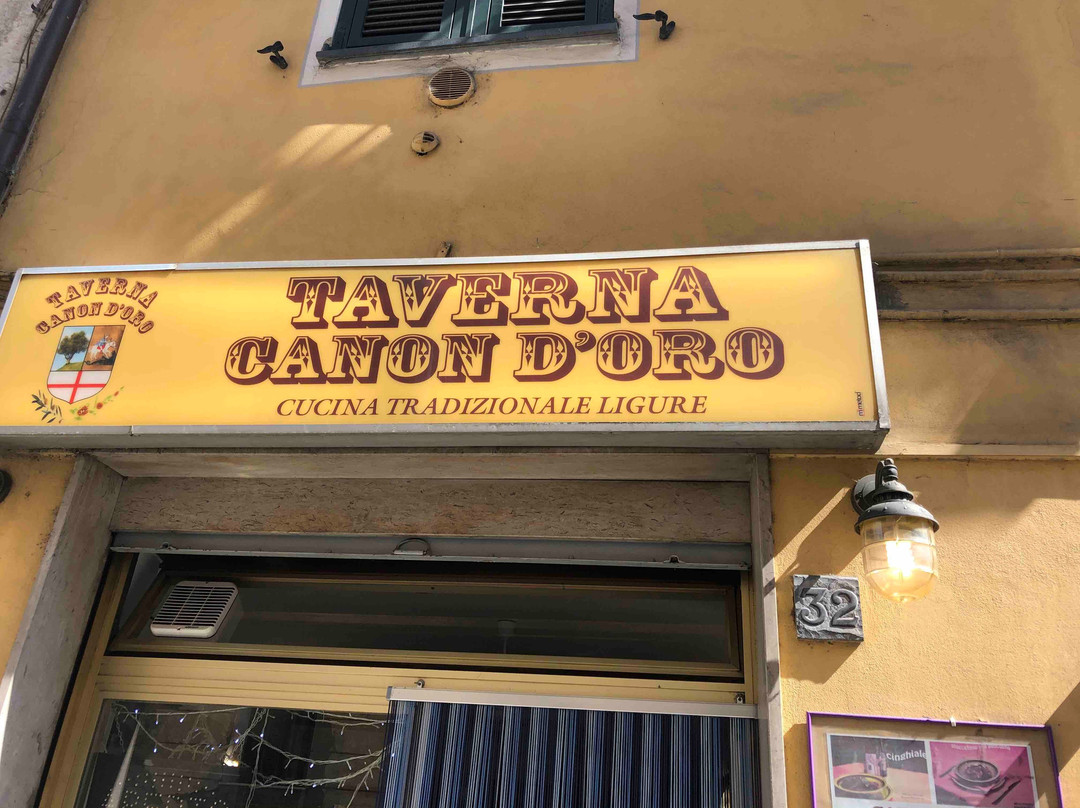 TAVERNA
CANON D'ORO
TAVERNA
CANON D'ORO
CUCINA TRADIZIONALE LIGURE
32
Cinghiale